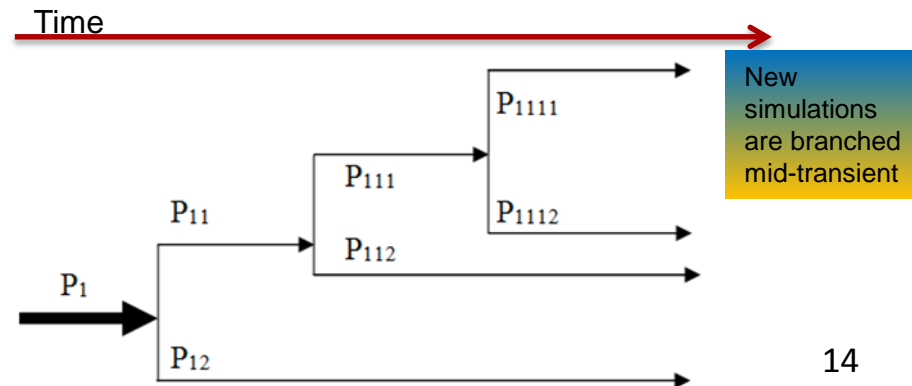 Time
New
simulations
are branched
mid-transient
P1111
P111
P1112
P11
P112
P1
P12
14